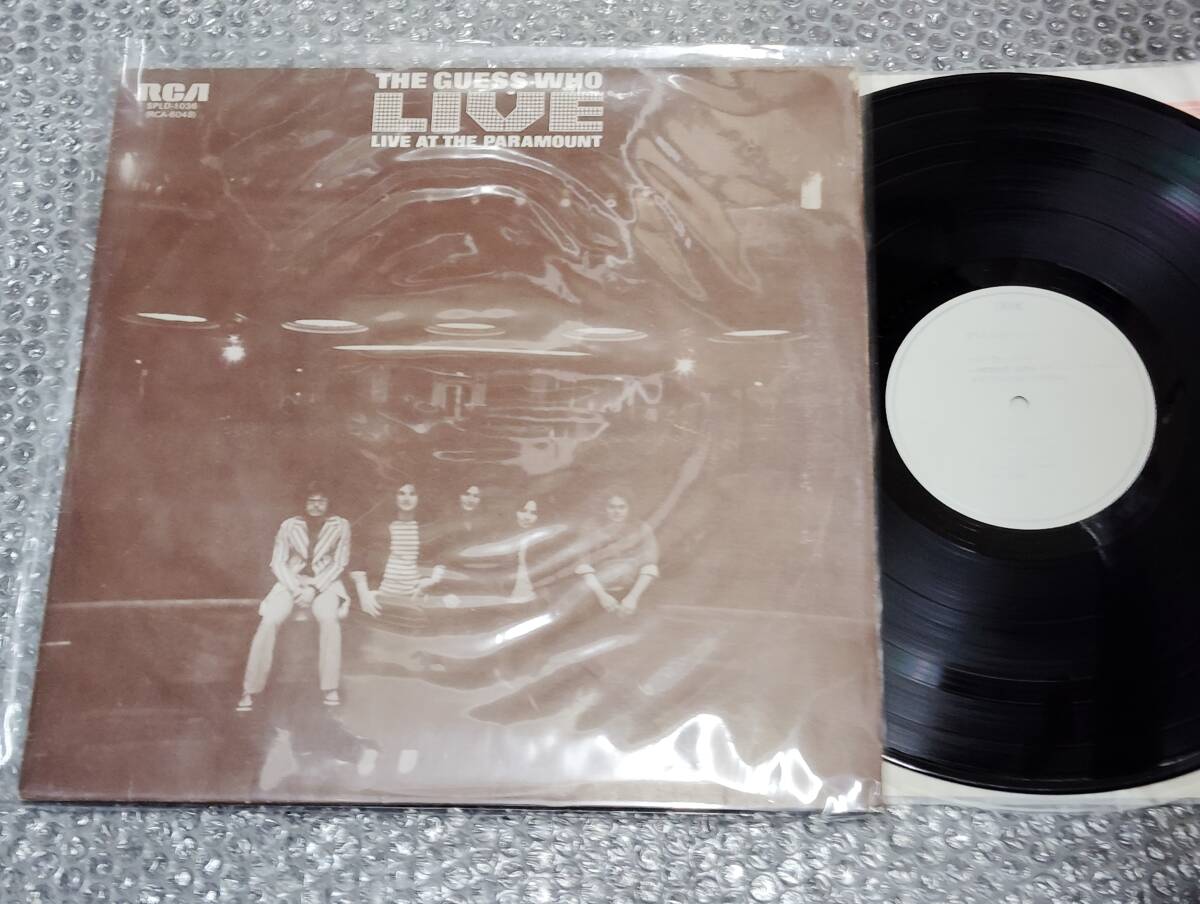 RCA
SPLD-1036
(RCA-6048)
THE GUESS WHO
LIVE
LIVE AT THE PARAMOUNT